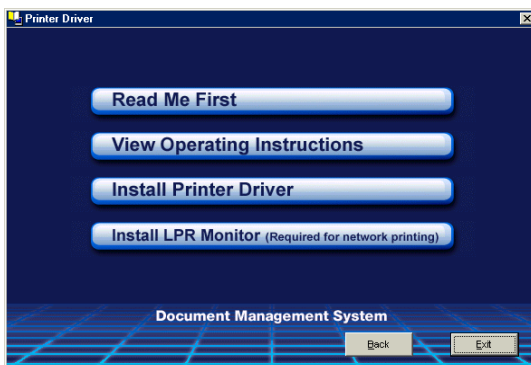 Printer Driver
Read Me First
View Operating Instructions
Install Printer Driver
Install LPR Monitor (Required for network printing)
Document Management System
Back
Exit